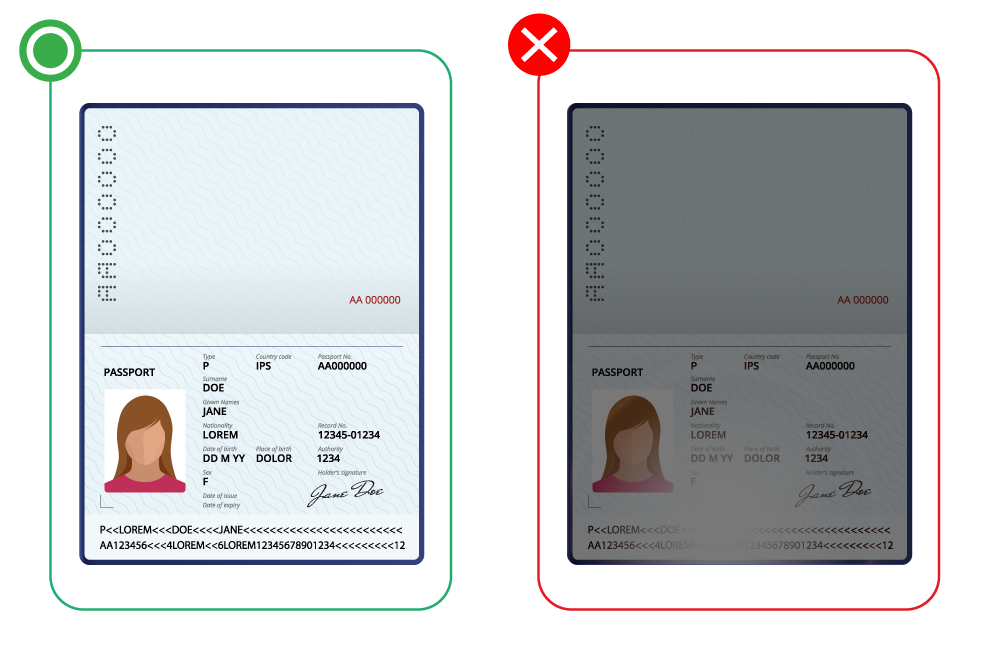 AA 000000
Type Country code Passport No.
PASSPORT P IPS AA000000
Surname
DOE
Given Names
JANE
Nationality Record No.
LOREM 12345-01234
Date of birth Place of birth Authority
DD M YY DOLOR 1234
Sex Holder's signature
F
Jane Doe
Date of issue
Date of expiry
P<<LOREM<<<DOE<<<<JANE<<<<<<<<<<<<<<<<<<<<<<<<<<
AA123456<<<4LOREM<<6LOREM12345678901234<<<<<<<<<12
AA 000000
Type Country code Passport No.
PASSPORT P IPS AA000000
Surname
DOE
Given Names
JANE
Nationality Record No.
LOREM 12345-01234
Date of birth Place of birth Authority
DD M YY DOLOR 1234
Sex Holder's signature
F
Jane Doe
P<<LOREM<<<DOE
AA123456<<<4LOREM 12345678901234<<<<<<<<<12